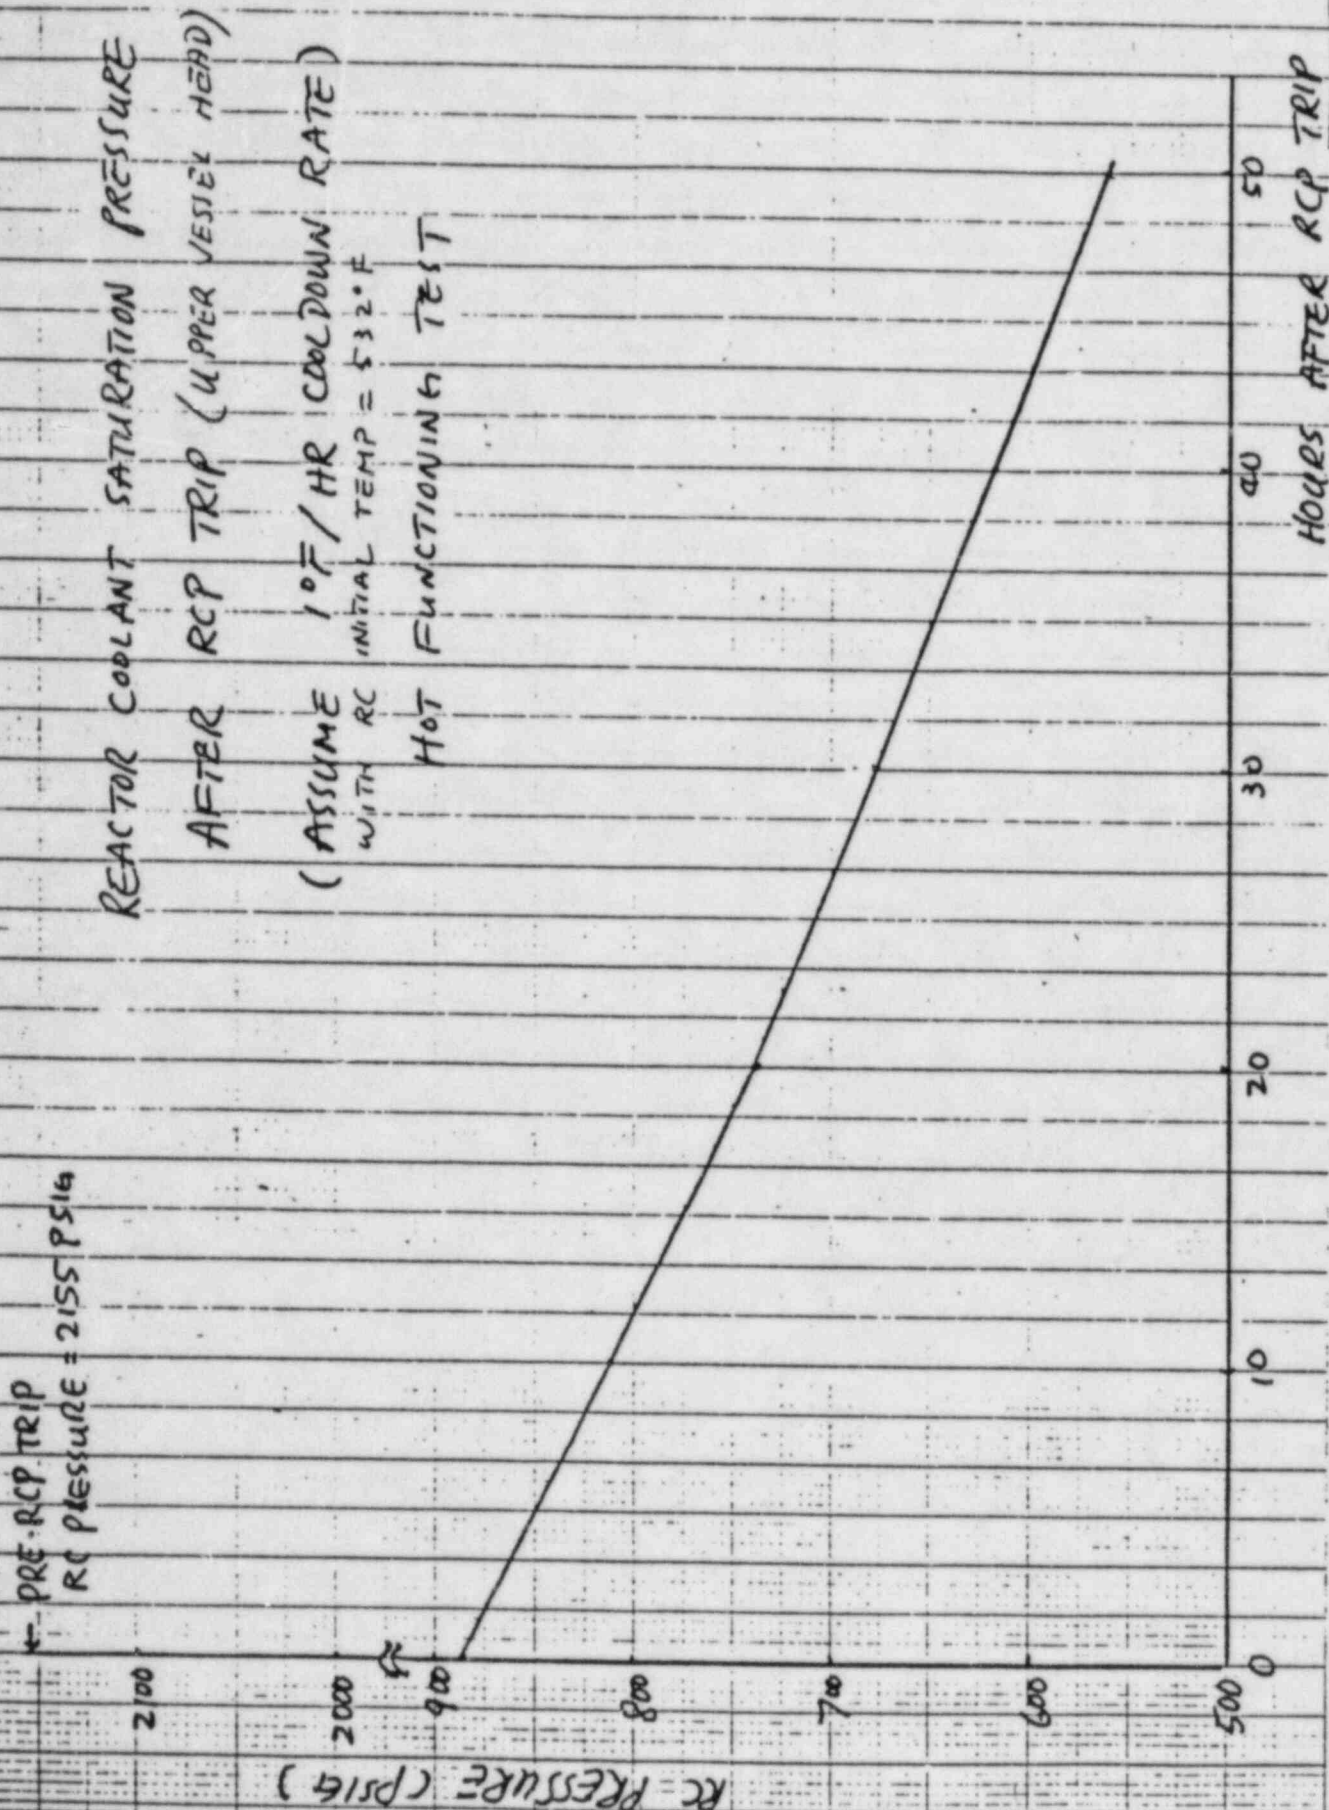 ← PRE-RCP TRIP
RC PRESSURE = 2155 PSIG
REACTOR COOLANT SATURATION PRESSURE
AFTER RCP TRIP (UPPER VESSEL HEAD)
(ASSUME 1°F/HR COOLDOWN RATE)
WITH RC INITIAL TEMP = 532°F
HOT FUNCTIONING TEST
RC PRESSURE (PSIG)
2100
2000
900
800
700
600
500
0 10 20 30 40 50
HOURS AFTER RCP TRIP